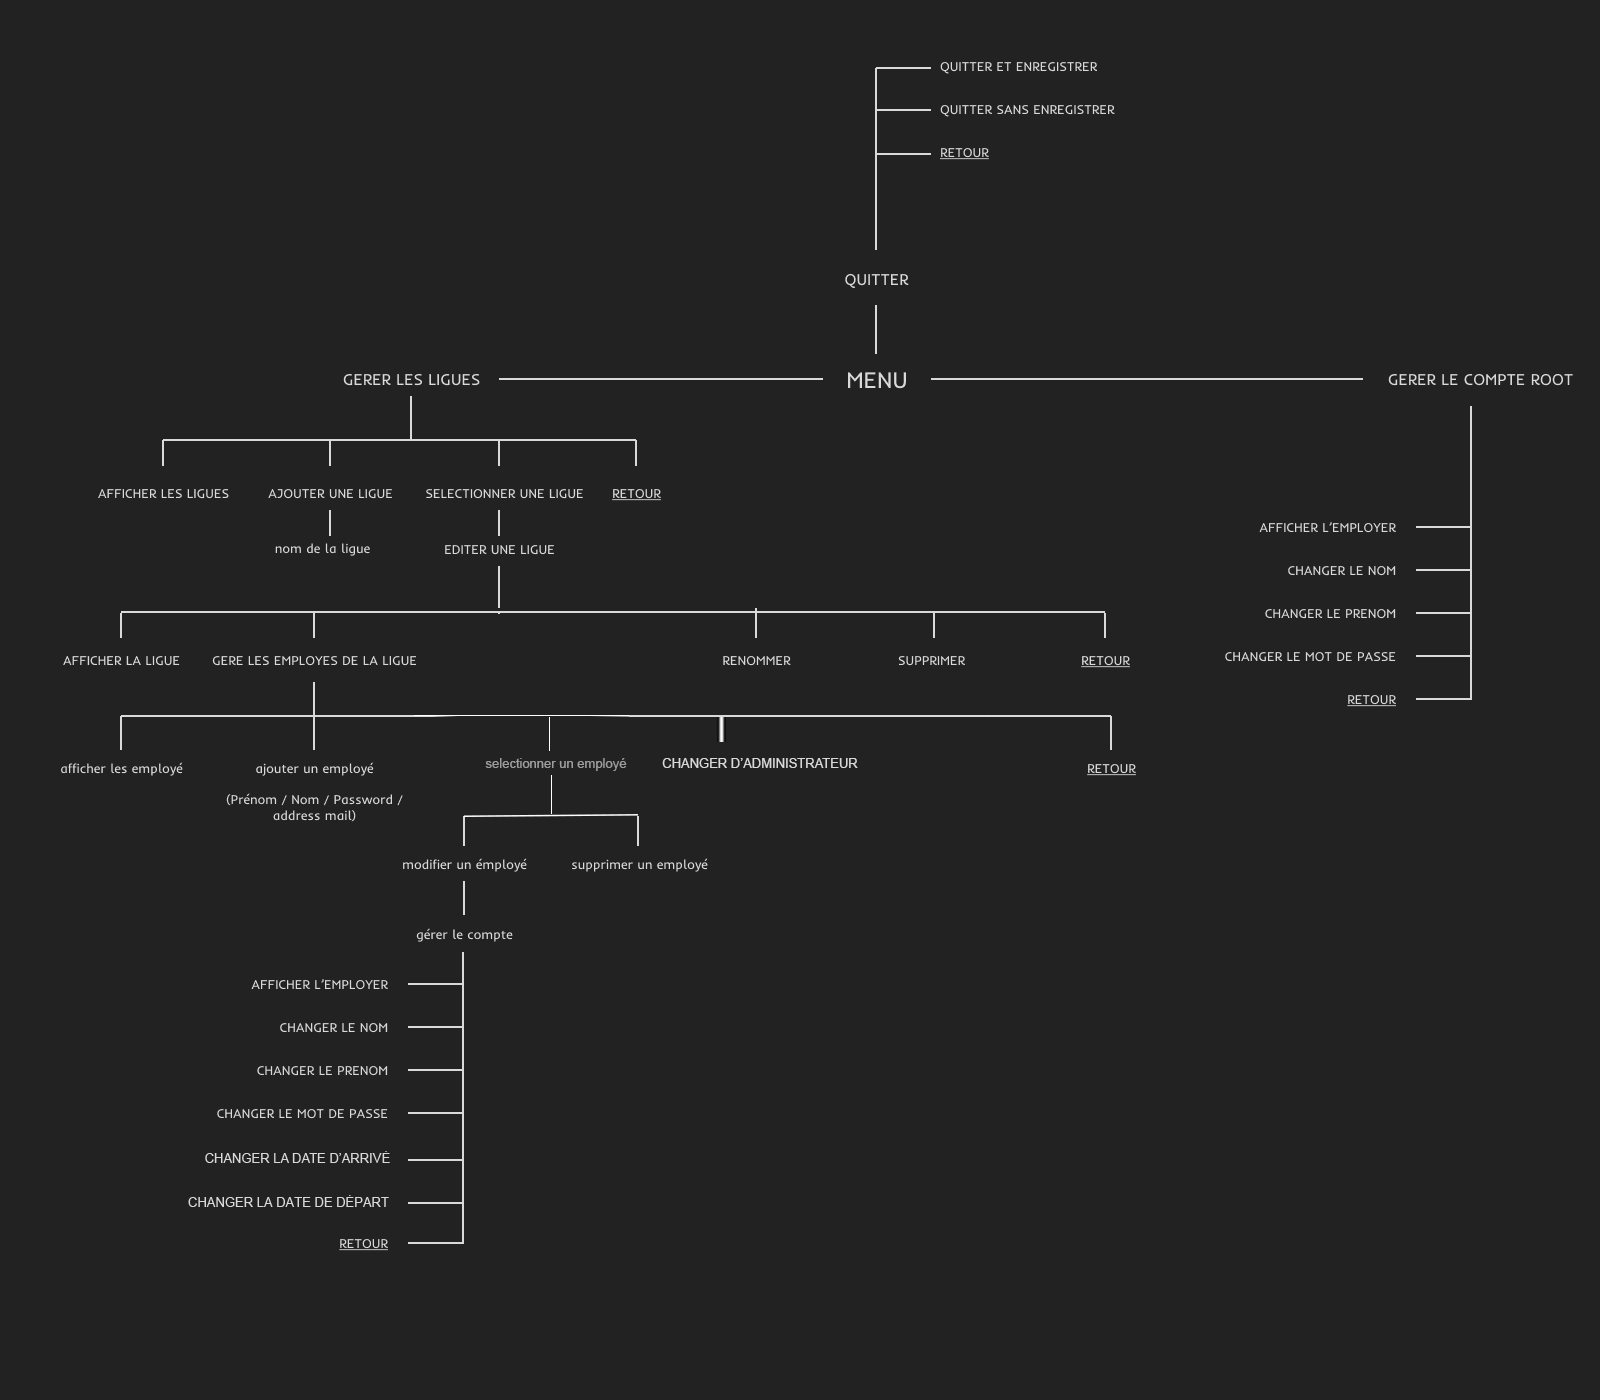 QUITTER ET ENREGISTRER
QUITTER SANS ENREGISTRER
RETOUR
QUITTER
GERER LES LIGUES
MENU
GERER LE COMPTE ROOT
AFFICHER LES LIGUES
AJOUTER UNE LIGUE
SELECTIONNER UNE LIGUE
RETOUR
nom de la ligue
EDITER UNE LIGUE
AFFICHER L'EMPLOYER
CHANGER LE NOM
CHANGER LE PRENOM
CHANGER LE MOT DE PASSE
RETOUR
AFFICHER LA LIGUE
GERE LES EMPLOYES DE LA LIGUE
RENOMMER
SUPPRIMER
RETOUR
afficher les employé
ajouter un employé
(Prénom / Nom / Password /
address mail)
selectionner un employé
CHANGER D'ADMINISTRATEUR
RETOUR
modifier un émployé
supprimer un employé
gérer le compte
AFFICHER L'EMPLOYER
CHANGER LE NOM
CHANGER LE PRENOM
CHANGER LE MOT DE PASSE
CHANGER LA DATE D'ARRIVÉ
CHANGER LA DATE DE DÉPART
RETOUR